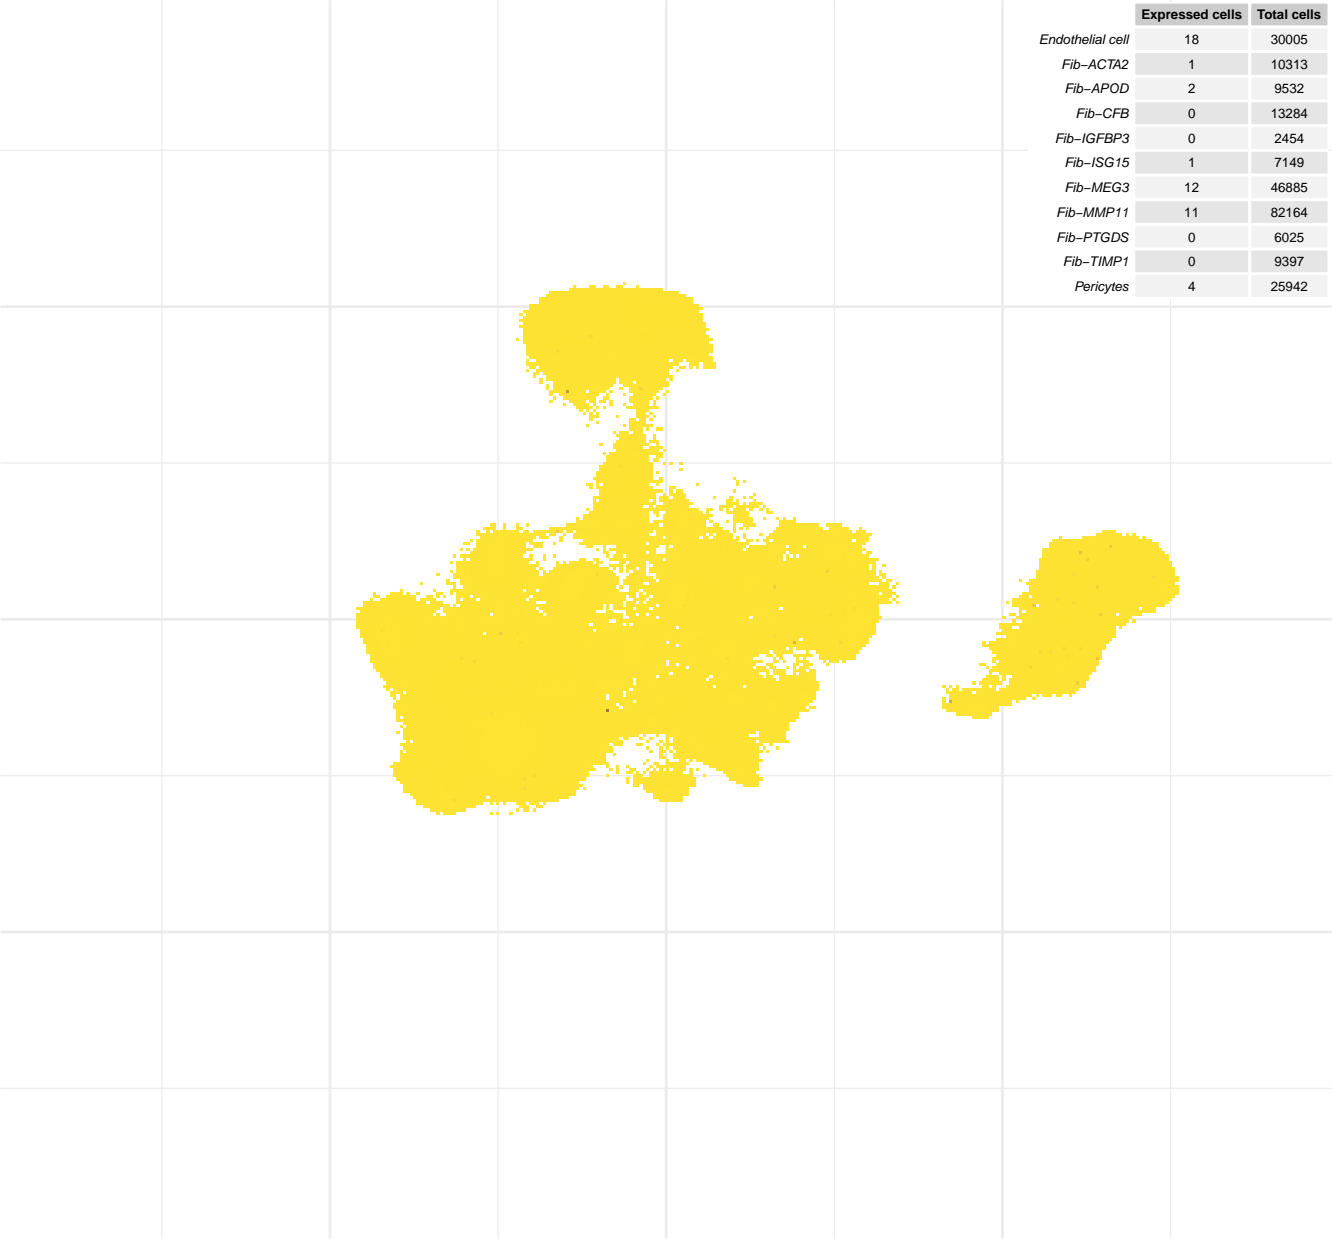 Expressed cells Total cells
Endothelial cell 18 30005
Fib−ACTA2 1 10313
Fib−APOD 2 9532
Fib−CFB 0 13284
Fib−IGFBP3 0 2454
Fib−ISG15 1 7149
Fib−MEG3 12 46885
Fib−MMP11 11 82164
Fib−PTGDS 0 6025
Fib−TIMP1 0 9397
Pericytes 4 25942